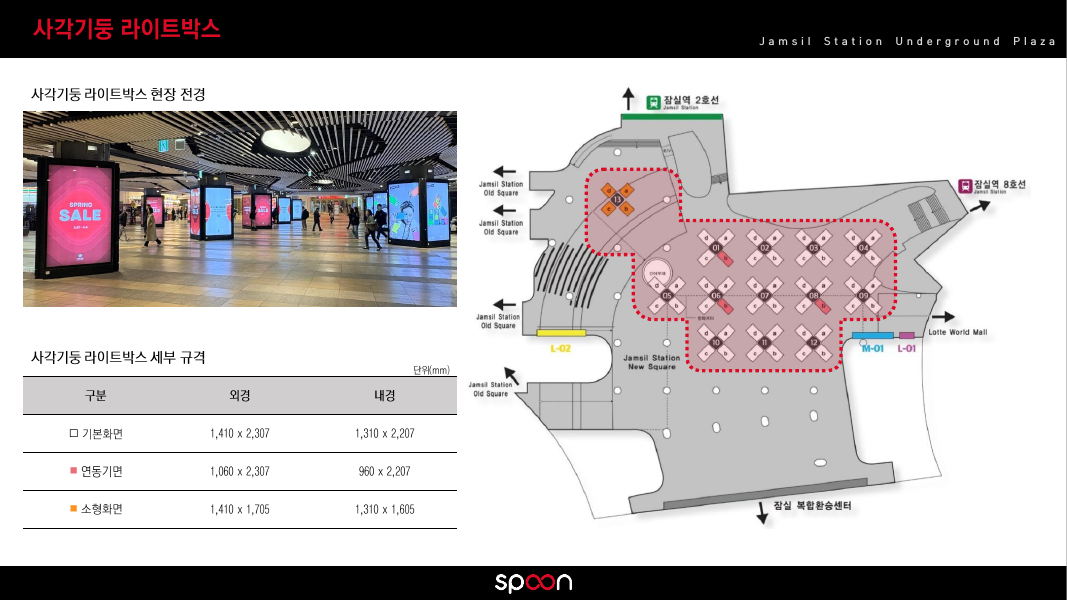 사각기둥 라이트박스
Jamsil Station Underground Plaza
사각기둥 라이트박스 현장 전경
SPRING
SALE
사각기둥 라이트박스 세부 규격
단위(mm)
구분 외경 내경
기본화면 1,410 x 2,307 1,310 x 2,207
연동기면 1,060 x 2,307 960 x 2,207
소형화면 1,410 x 1,705 1,310 x 1,605
잠실역 2호선
Jamsil Station
잠실역 8호선
Jamsil Station
Jamsil Station
Old Square
Jamsil Station
Old Square
Jamsil Station
Old Square
Jamsil Station
Old Square
d a
13
c b
d a d a d a d a
01 02 03 04
c b c b c b c b
d a d a d a d a d a
05 06 07 08 09
c b c b c b c b c b
d a d a d a
10 11 12
c b c b c b
L-02
Jamsil Station
New Square
M-01 L-01
Lotte World Mall
잠실 복합환승센터
spoon